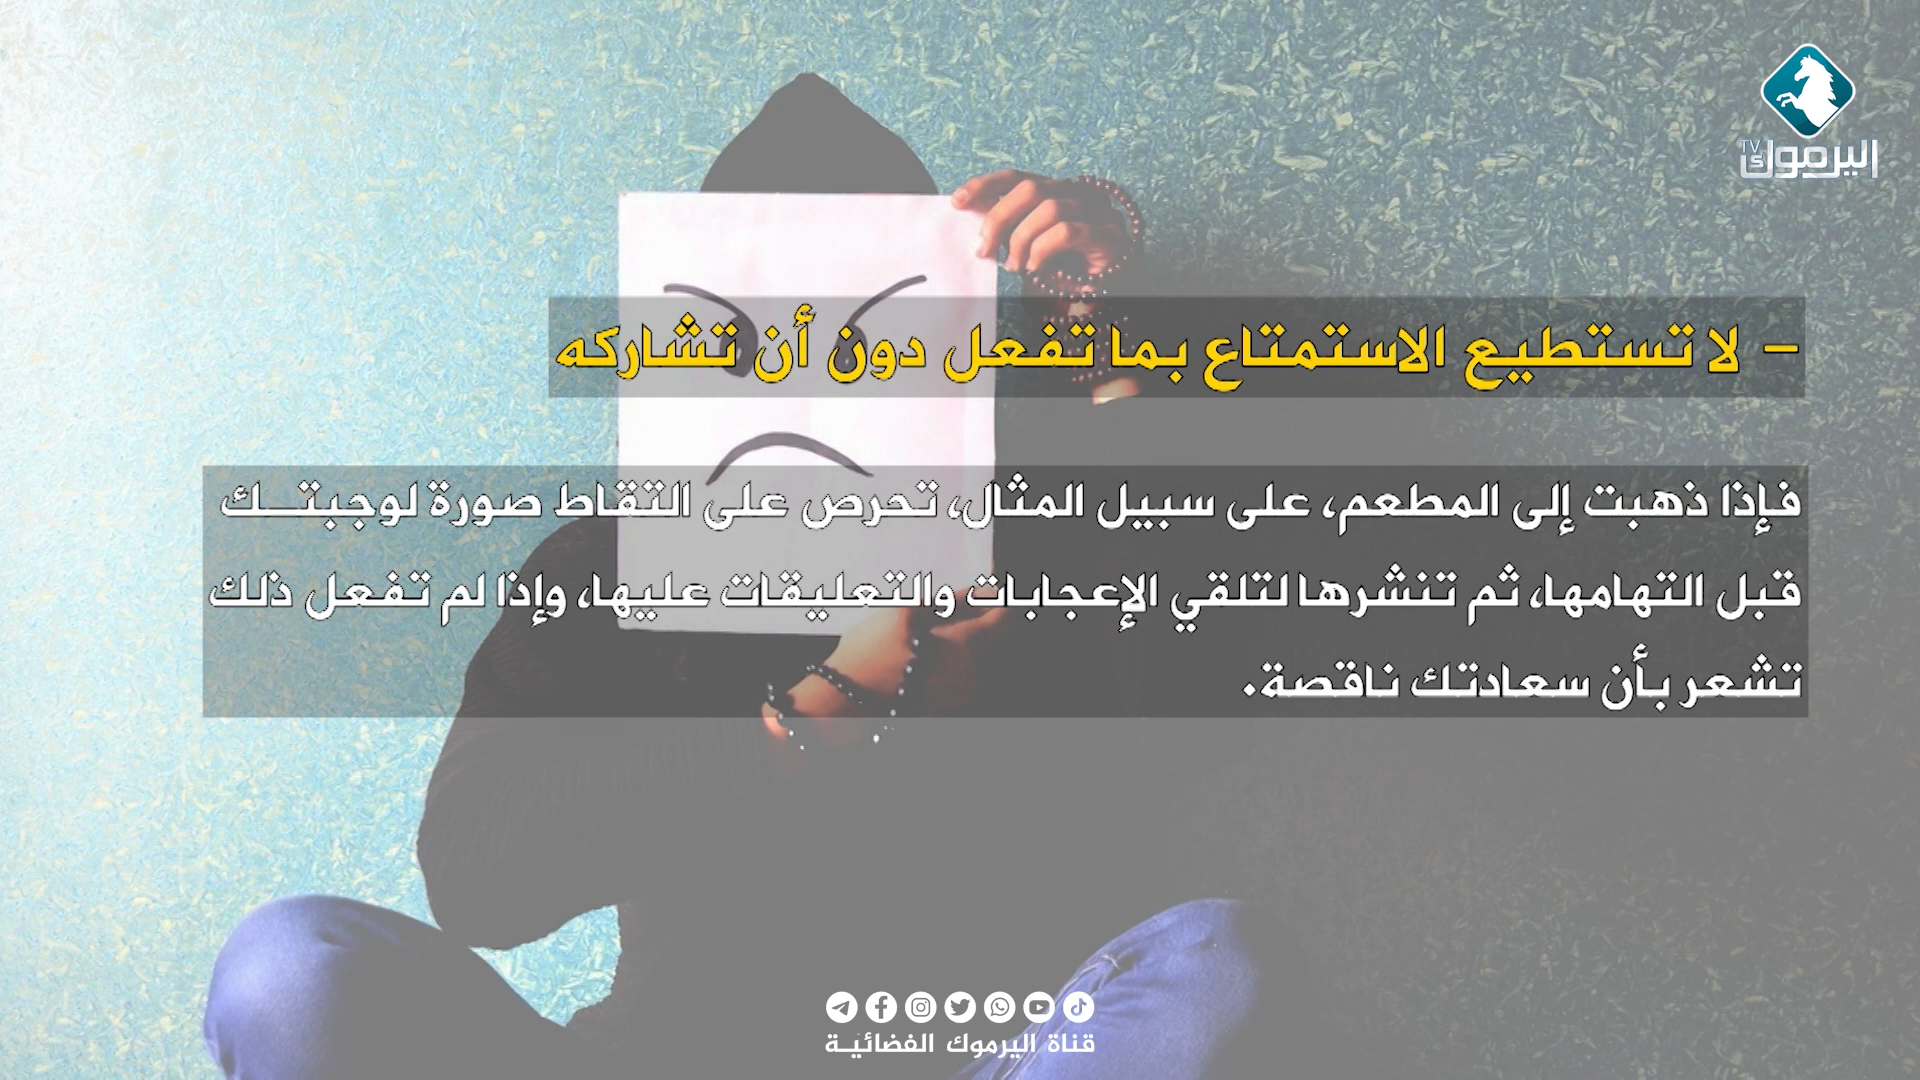 اليرموك
TV
S
- لا تستطيع الاستمتاع بما تفعل دون أن تشاركه
فإذا ذهبت إلى المطعم، على سبيل المثال، تحرص على التقاط صورة لوجبتــك
قبل التهامها، ثم تنشرها لتلقي الإعجابات والتعليقات عليها، وإذا لم تفعل ذلك
تشعر بأن سعادتك ناقصة.
قناة اليرموك الفضائيـة